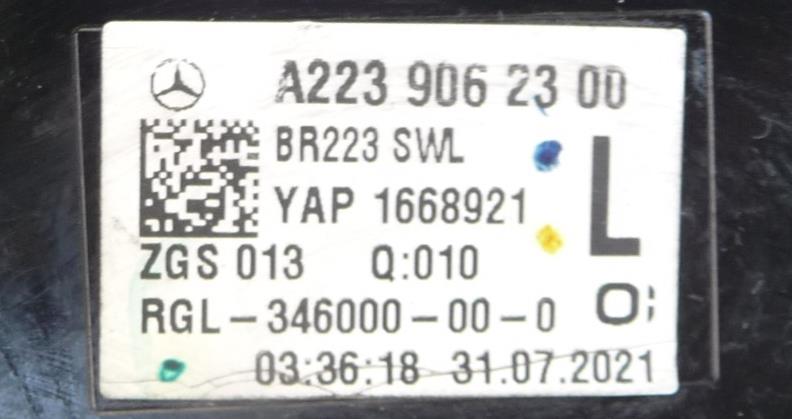 A223 906 23 00
BR223 SWL
YAP 1668921
L
ZGS 013 Q:010
RGL-346000-00-0
O:
03:36:18 31.07.2021